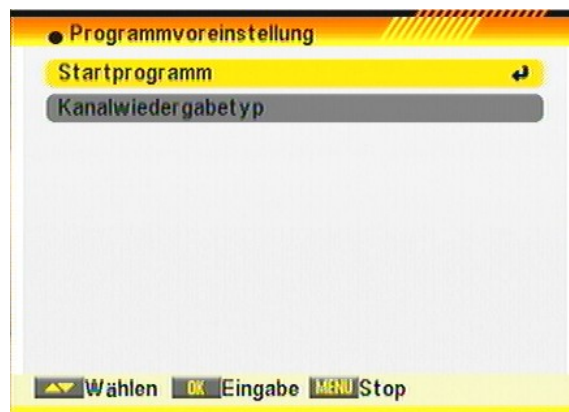 Programmvoreinstellung
Startprogramm
Kanalwiedergabetyp
Wählen OK Eingabe MENU Stop